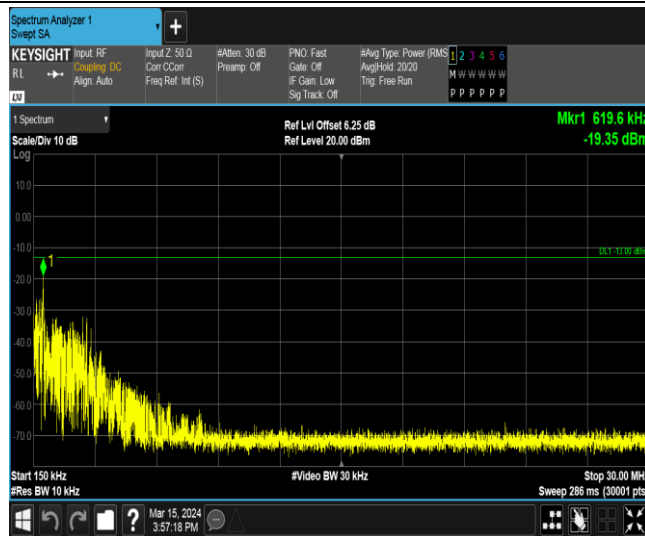 Spectrum Analyzer 1
Swept SA
KEYSIGHT
RL
LXI
Input: RF
Coupling: DC
Align: Auto
Input Z: 50 Ω
Corr CCorr
Freq Ref: Int (S)
#Atten: 30 dB
Preamp: Off
PNO: Fast
Gate: Off
IF Gain: Low
Sig Track: Off
#Avg Type: Power (RMS
Avg|Hold: 20/20
Trig: Free Run
1 2 3 4 5 6
M W W W W W
P P P P P P
1 Spectrum
Scale/Div 10 dB
Log
Ref Lvl Offset 6.25 dB
Ref Level 20.00 dBm
Mkr1 619.6 kHz
-19.35 dBm
10.0
0.00
-10.0
DL1 -13.00 dBm
1
-20.0
-30.0
-40.0
-50.0
-60.0
-70.0
Start 150 kHz
#Video BW 30 kHz
Stop 30.00 MH
#Res BW 10 kHz
Sweep 286 ms (30001 pts
?
Mar 15, 2024
3:57:18 PM